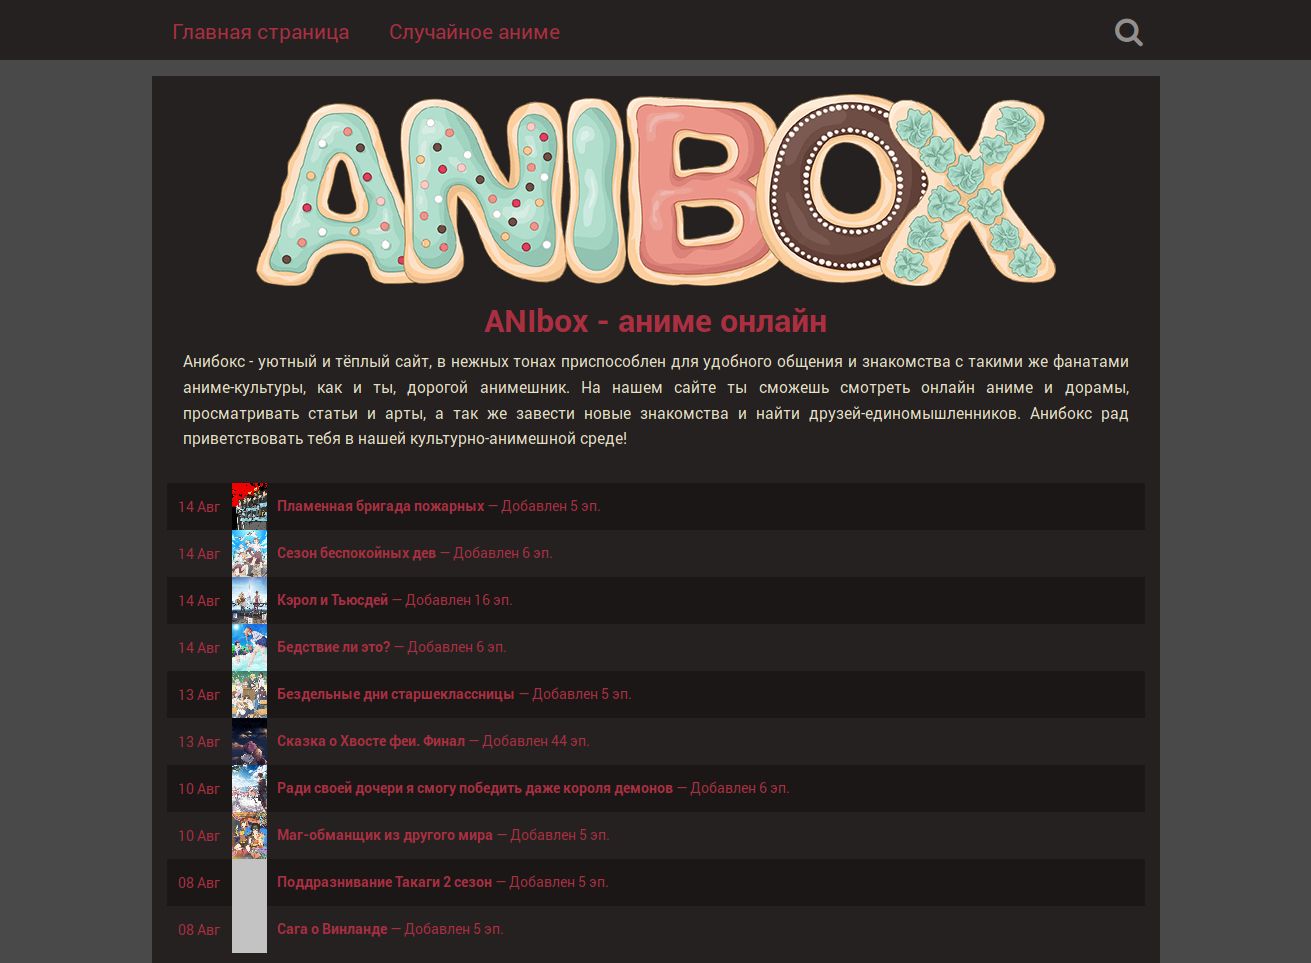 Главная страница Случайное аниме
ANIBOX
ANIbox - аниме онлайн
Анибокс - уютный и тёплый сайт, в нежных тонах приспособлен для удобного общения и знакомства с такими же фанатами
аниме-культуры, как и ты, дорогой анимешник. На нашем сайте ты сможешь смотреть онлайн аниме и дорамы,
просматривать статьи и арты, а так же завести новые знакомства и найти друзей-единомышленников. Анибокс рад
приветствовать тебя в нашей культурно-анимешной среде!
14 Авг Пламенная бригада пожарных — Добавлен 5 эп.
14 Авг Сезон беспокойных дев — Добавлен 6 эп.
14 Авг Кэрол и Тьюсдей — Добавлен 16 эп.
14 Авг Бедствие ли это? — Добавлен 6 эп.
13 Авг Бездельные дни старшеклассницы — Добавлен 5 эп.
13 Авг Сказка о Хвосте феи. Финал — Добавлен 44 эп.
10 Авг Ради своей дочери я смогу победить даже короля демонов — Добавлен 6 эп.
10 Авг Маг-обманщик из другого мира — Добавлен 5 эп.
08 Авг Поддразнивание Такаги 2 сезон — Добавлен 5 эп.
08 Авг Сага о Винланде — Добавлен 5 эп.